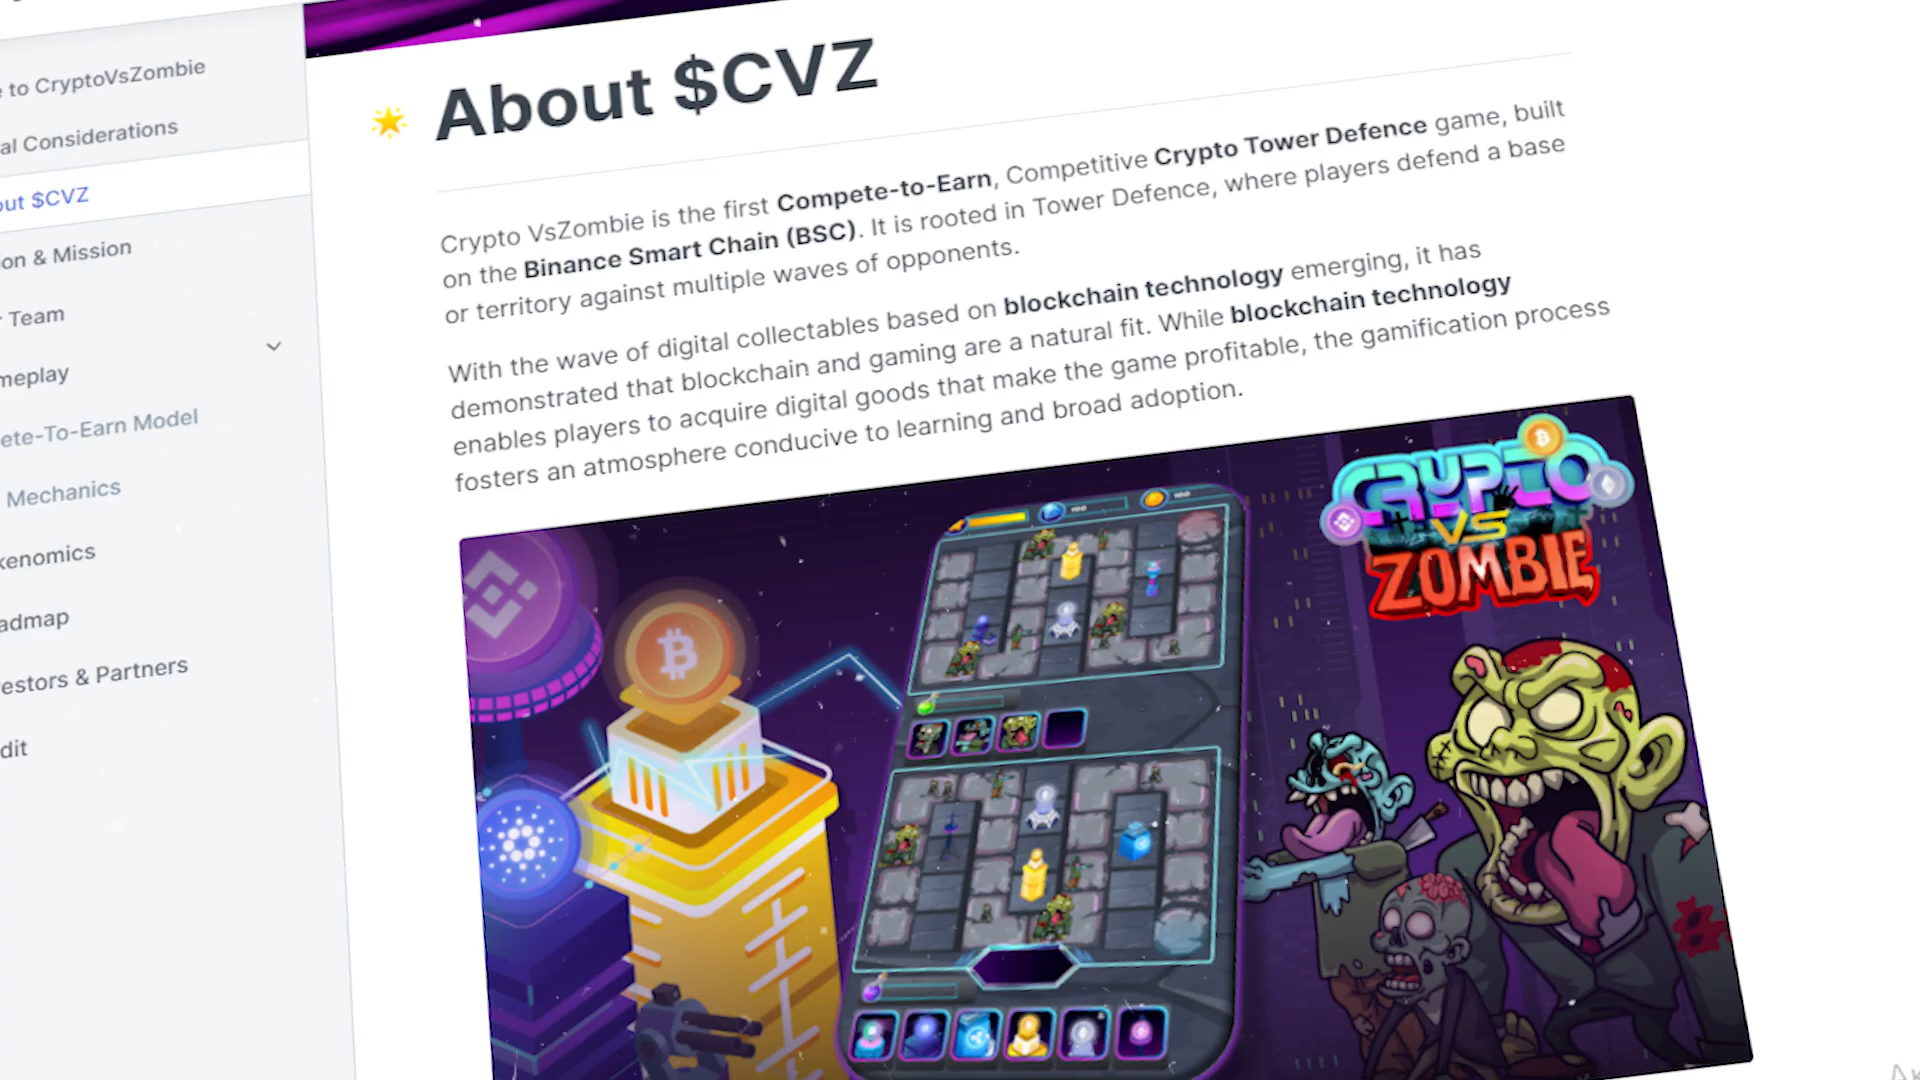 to CryptoVsZombie
al Considerations
out $CVZ
ion & Mission
Team
meplay
ete-To-Earn Model
Mechanics
kenomics
admap
estors & Partners
dit
About $CVZ
Crypto VsZombie is the first Compete-to-Earn, Competitive Crypto Tower Defence game, built
on the Binance Smart Chain (BSC). It is rooted in Tower Defence, where players defend a base
or territory against multiple waves of opponents.
With the wave of digital collectables based on blockchain technology emerging, it has
demonstrated that blockchain and gaming are a natural fit. While blockchain technology
enables players to acquire digital goods that make the game profitable, the gamification process
fosters an atmosphere conducive to learning and broad adoption.
CRYPTO
VS
ZOMBIE